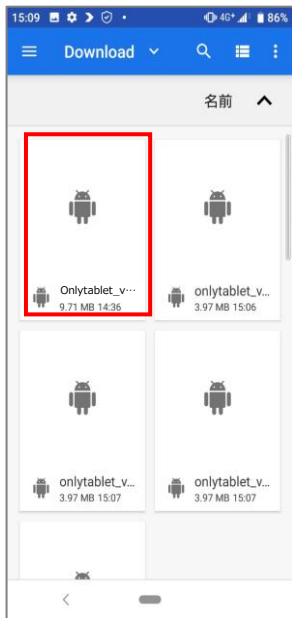 15:09 4G+ 86%
Download
名前
Onlytablet_v…
9.71 MB 14:36
onlytablet_v...
3.97 MB 15:06
onlytablet_v...
3.97 MB 15:07
onlytablet_v...
3.97 MB 15:07